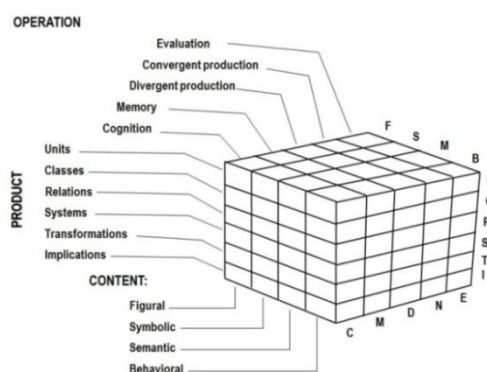 OPERATION
Evaluation
Convergent production
Divergent production
Memory
Cognition
F
S
M
B
PRODUCT
Units
Classes
Relations
Systems
Transformations
Implications
S
T
I
CONTENT:
Figural
Symbolic
Semantic
Behavioral
C
M
D
N
E